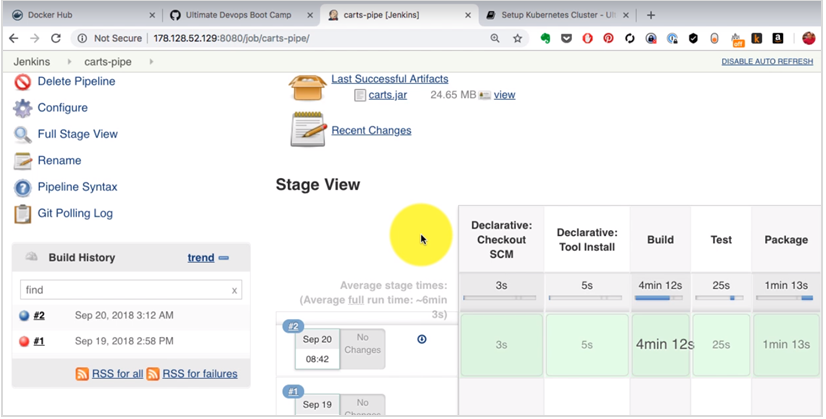 Docker Hub
Ultimate Devops Boot Camp
carts-pipe [Jenkins]
Setup Kubernetes Cluster - Ul
Not Secure
178.128.52.129:8080/job/carts-pipe/
off
Jenkins
carts-pipe
DISABLE AUTO REFRESH
Delete Pipeline
Configure
Full Stage View
Rename
Pipeline Syntax
Git Polling Log
Build History
trend
find
x
#2
Sep 20, 2018 3:12 AM
#1
Sep 19, 2018 2:58 PM
RSS for all
RSS for failures
Last Successful Artifacts
carts.jar
24.65 MB
view
Recent Changes
Stage View
Declarative:
Checkout
SCM
Declarative:
Tool Install
Build
Test
Package
Average stage times:
(Average full run time: ~6min
3s)
3s
5s
4min 12s
25s
1min 13s
#2
Sep 20
08:42
No
Changes
3s
5s
4min 12s
25s
1min 13s
#1
Sep 19
No
Changes